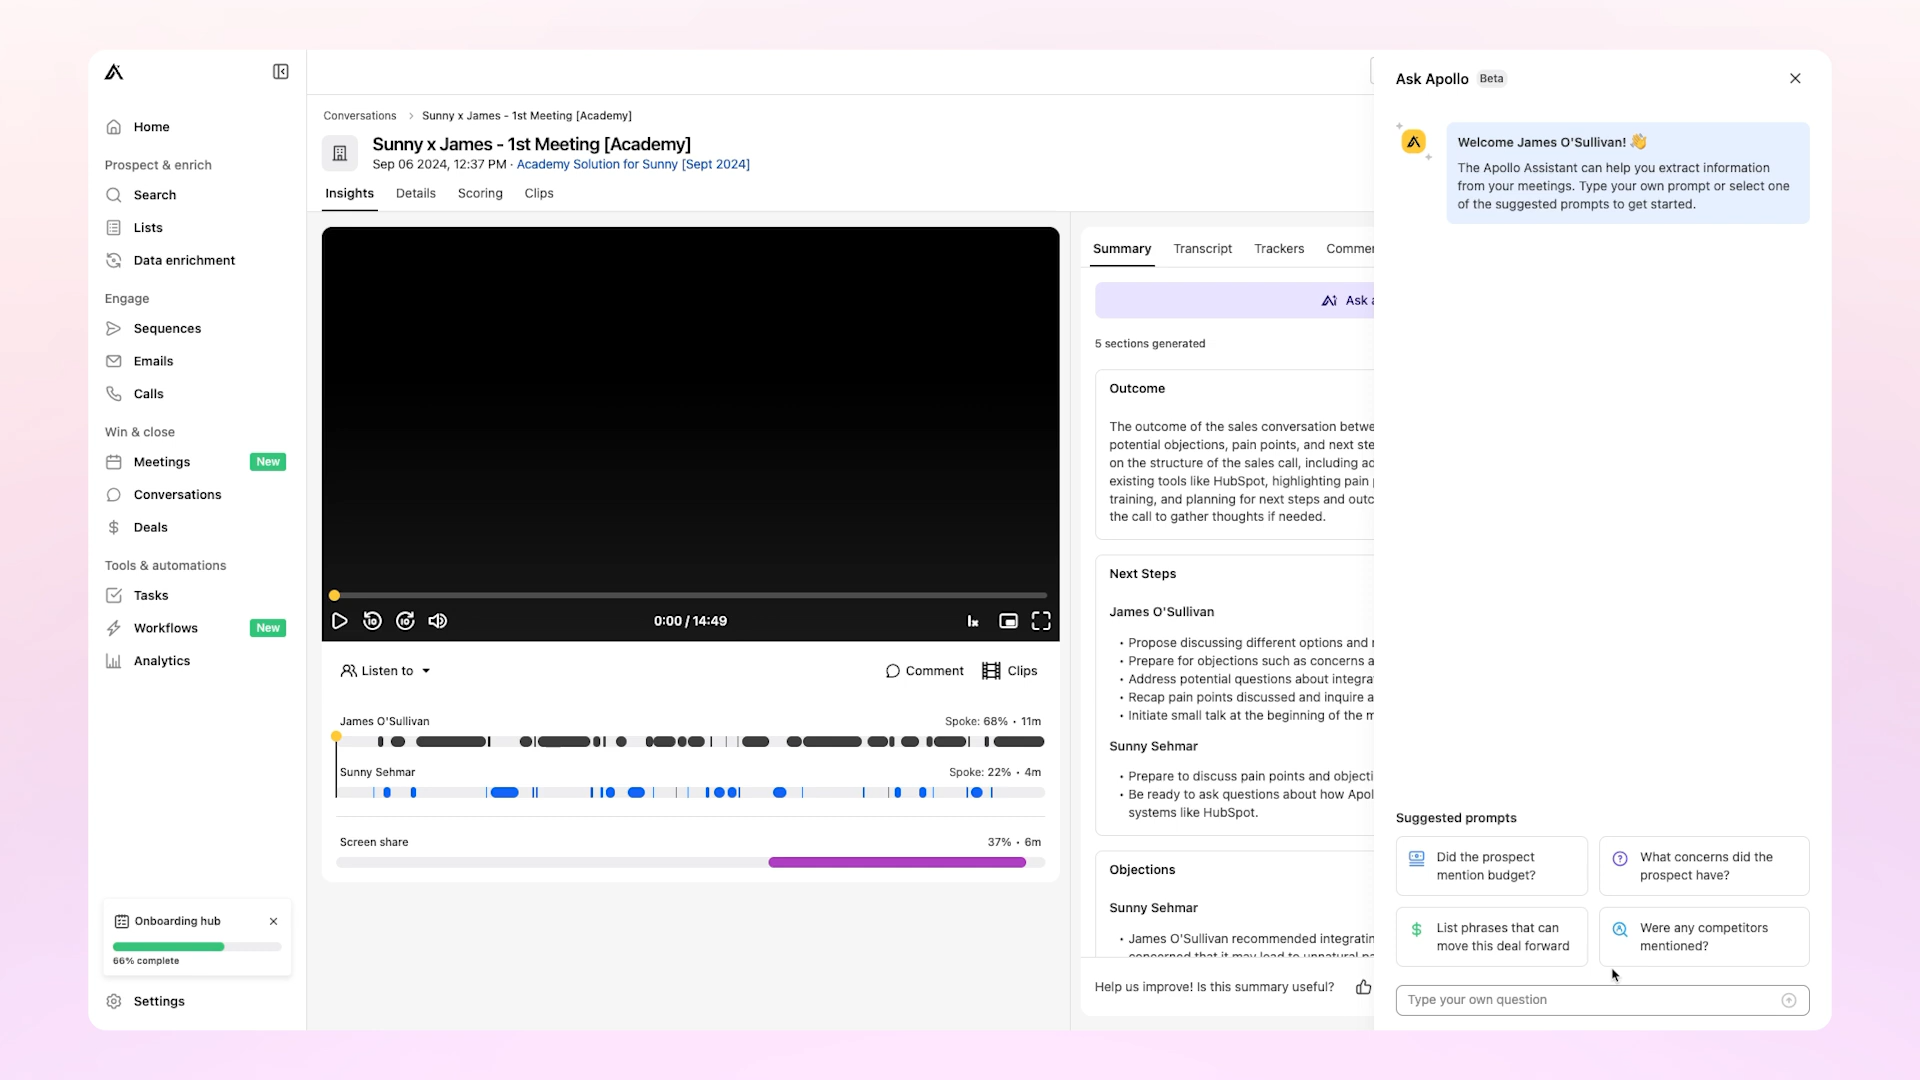 Home
Prospect & enrich
Search
Lists
Data enrichment
Engage
Sequences
Emails
Calls
Win & close
Meetings New
Conversations
Deals
Tools & automations
Tasks
Workflows New
Analytics
Onboarding hub
66% complete
Settings
Conversations > Sunny x James - 1st Meeting [Academy]
Sunny x James - 1st Meeting [Academy]
Sep 06 2024, 12:37 PM · Academy Solution for Sunny [Sept 2024]
Insights Details Scoring Clips
0:00 / 14:49
1x
Listen to
Comment Clips
James O'Sullivan Spoke: 68% • 11m
Sunny Sehmar Spoke: 22% • 4m
Screen share 37% • 6m
Summary Transcript Trackers Commen
Ask a
5 sections generated
Outcome
The outcome of the sales conversation betwe
potential objections, pain points, and next ste
on the structure of the sales call, including ad
existing tools like HubSpot, highlighting pain
training, and planning for next steps and outc
the call to gather thoughts if needed.
Next Steps
James O'Sullivan
• Propose discussing different options and
• Prepare for objections such as concerns a
• Address potential questions about integra
• Recap pain points discussed and inquire a
• Initiate small talk at the beginning of the m
Sunny Sehmar
• Prepare to discuss pain points and objecti
• Be ready to ask questions about how Apol
systems like HubSpot.
Objections
Sunny Sehmar
• James O'Sullivan recommended integratin
concerned that it may lead to unnatural pa
Help us improve! Is this summary useful?
Ask Apollo Beta
Welcome James O'Sullivan! 👋
The Apollo Assistant can help you extract information
from your meetings. Type your own prompt or select one
of the suggested prompts to get started.
Suggested prompts
Did the prospect
mention budget?
What concerns did the
prospect have?
List phrases that can
move this deal forward
Were any competitors
mentioned?
Type your own question